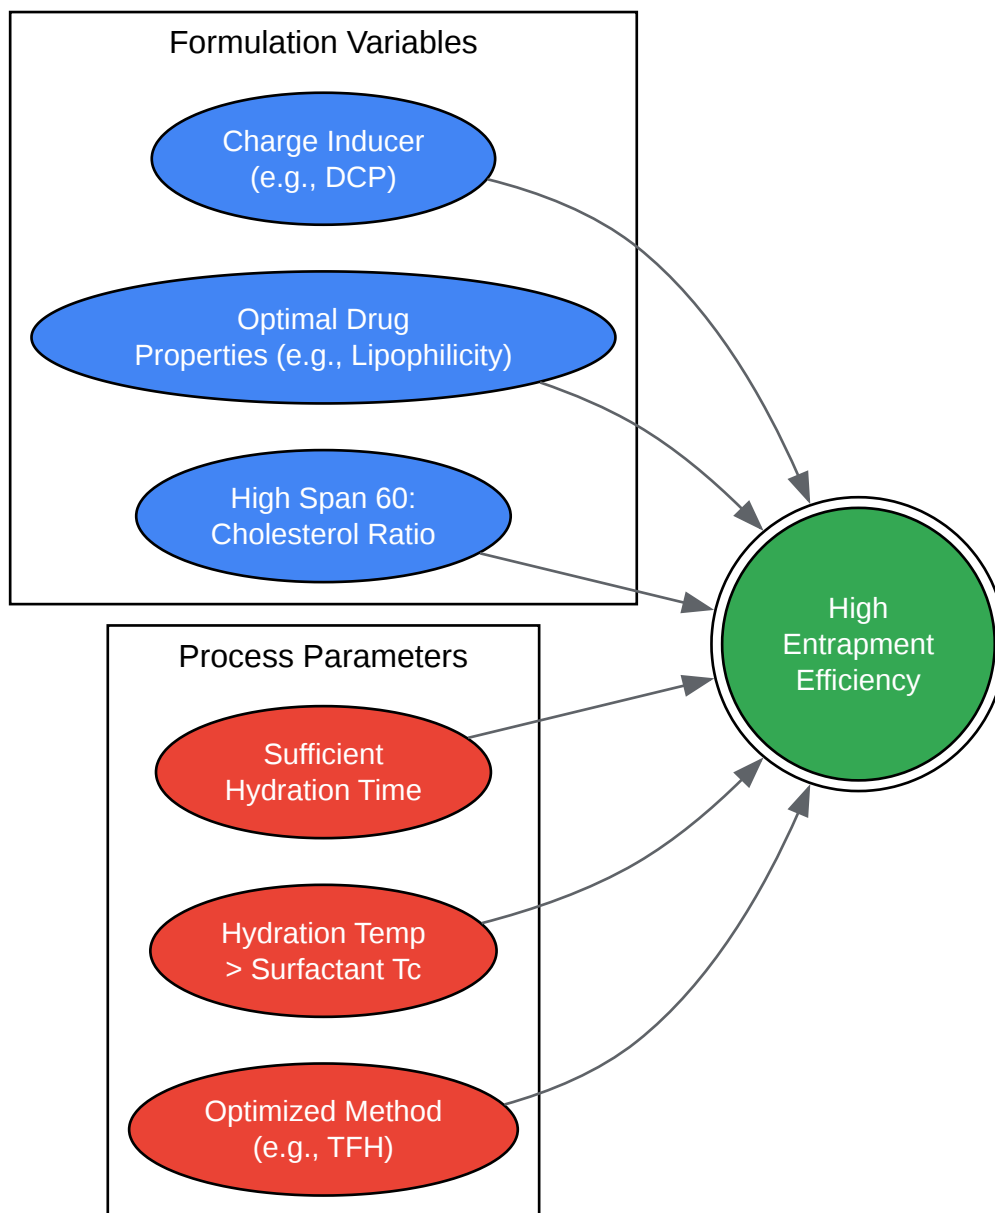 Formulation Variables
Charge Inducer
(e.g., DCP)
Optimal Drug
Properties (e.g., Lipophilicity)
High Span 60:
Cholesterol Ratio
Process Parameters
Sufficient
Hydration Time
Hydration Temp
> Surfactant Tc
Optimized Method
(e.g., TFH)
High
Entrapment
Efficiency